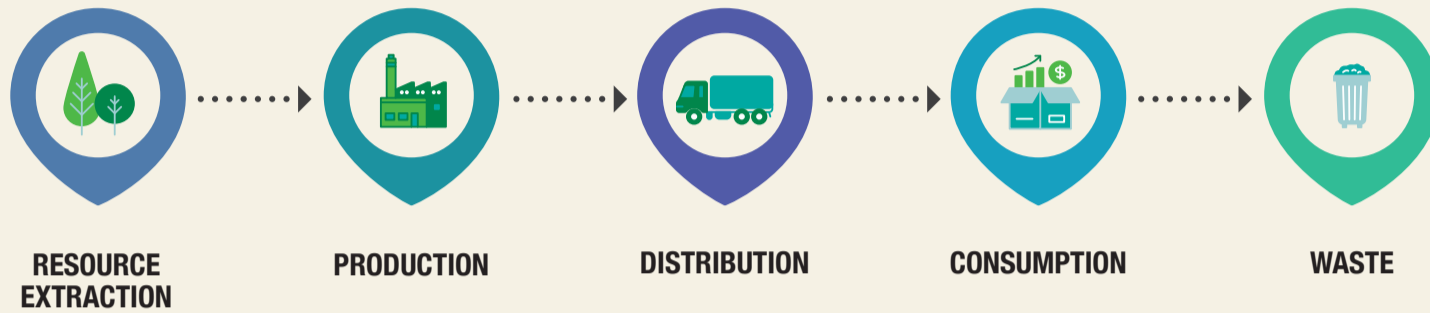 $
RESOURCE
EXTRACTION
PRODUCTION
DISTRIBUTION
CONSUMPTION
WASTE